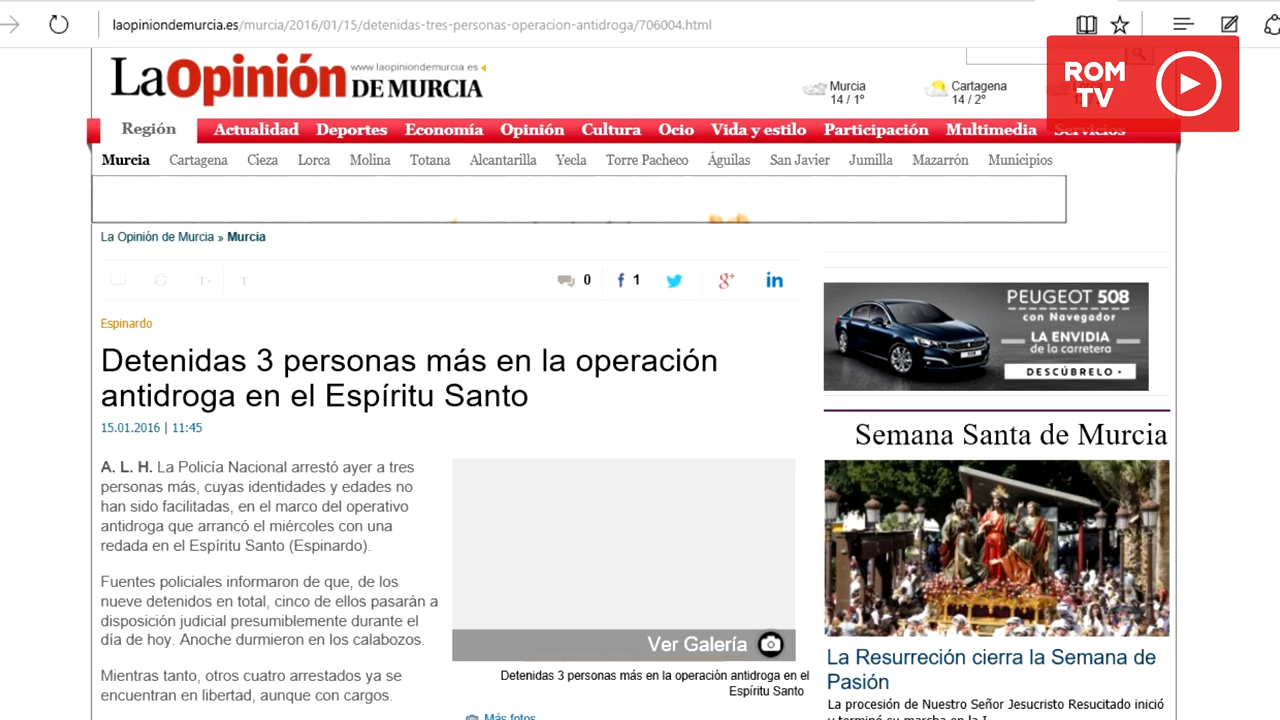 laopiniondemurcia.es/murcia/2016/01/15/detenidas-tres-personas-operacion-antidroga/706004.html
ROM
TV
LaOpinión DE MURCIA
www.laopiniondemurcia.es
Murcia
14 / 1°
Cartagena
14 / 2°
Región Actualidad Deportes Economía Opinión Cultura Ocio Vida y estilo Participación Multimedia Servicios
Murcia Cartagena Cieza Lorca Molina Totana Alcantarilla Yecla Torre Pacheco Águilas San Javier Jumilla Mazarrón Municipios
La Opinión de Murcia » Murcia
0 f 1 g+ in
Espinardo
Detenidas 3 personas más en la operación
antidroga en el Espíritu Santo
15.01.2016 | 11:45
A. L. H. La Policía Nacional arrestó ayer a tres
personas más, cuyas identidades y edades no
han sido facilitadas, en el marco del operativo
antidroga que arrancó el miércoles con una
redada en el Espíritu Santo (Espinardo).
Fuentes policiales informaron de que, de los
nueve detenidos en total, cinco de ellos pasarán a
disposición judicial presumiblemente durante el
día de hoy. Anoche durmieron en los calabozos.
Mientras tanto, otros cuatro arrestados ya se
encuentran en libertad, aunque con cargos.
Ver Galería
Detenidas 3 personas más en la operación antidroga en el
Espíritu Santo
Más fotos
PEUGEOT 508
con Navegador
LA ENVIDIA
de la carretera
DESCÚBRELO
Semana Santa de Murcia
La Resurreción cierra la Semana de
Pasión
La procesión de Nuestro Señor Jesucristo Resucitado inició